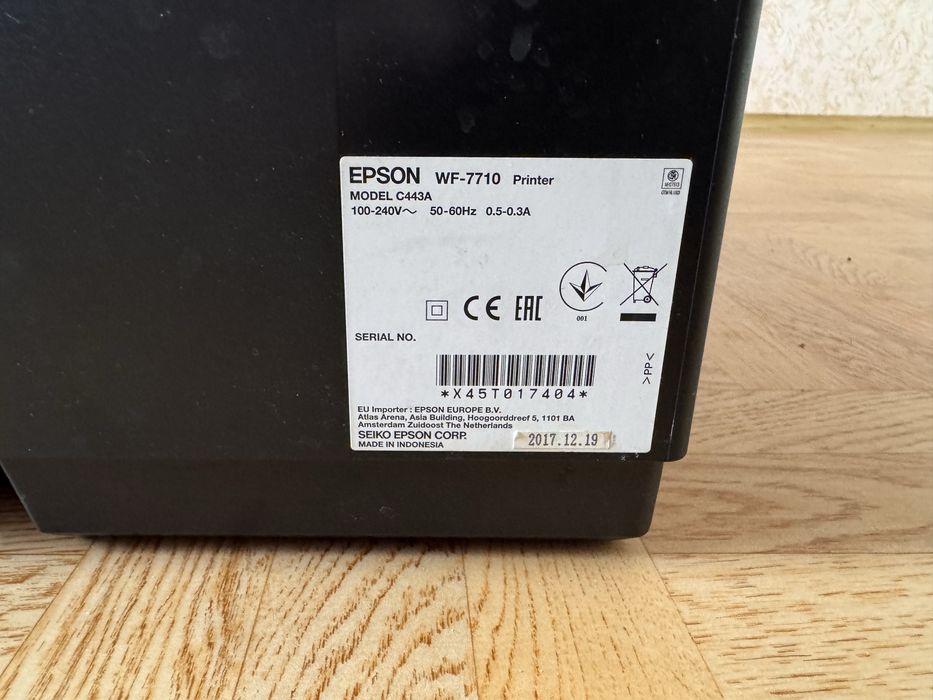 EPSON WF-7710 Printer
MODEL C443A
100-240V~ 50-60Hz 0.5-0.3A
CE EAC
001
SERIAL NO.
>PP<
*X45T017404*
EU Importer : EPSON EUROPE B.V.
Atlas Arena, Asia Building, Hoogoorddreef 5, 1101 BA
Amsterdam Zuidoost The Netherlands
SEIKO EPSON CORP.
MADE IN INDONESIA
2017.12.19